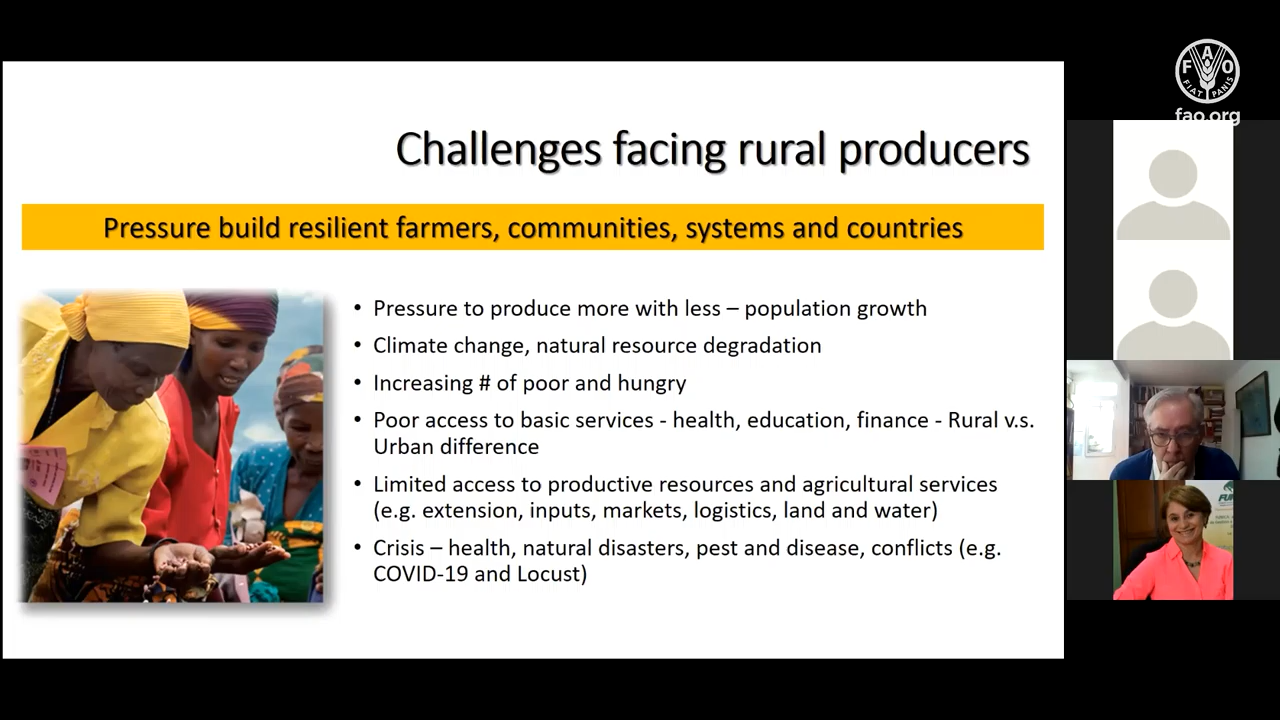 F A O
FIAT PANIS
fao.org
Challenges facing rural producers
Pressure build resilient farmers, communities, systems and countries
• Pressure to produce more with less – population growth
• Climate change, natural resource degradation
• Increasing # of poor and hungry
• Poor access to basic services - health, education, finance - Rural v.s.
Urban difference
• Limited access to productive resources and agricultural services
(e.g. extension, inputs, markets, logistics, land and water)
• Crisis – health, natural disasters, pest and disease, conflicts (e.g.
COVID-19 and Locust)